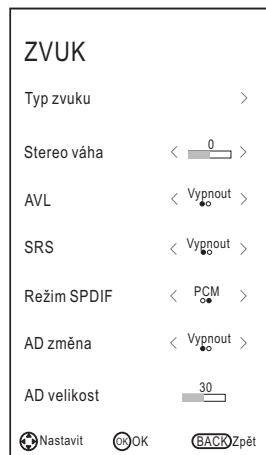 ZVUK
Typ zvuku >
Stereo váha < 0 >
AVL < Vypnout >
SRS < Vypnout >
Režim SPDIF < PCM >
AD změna < Vypnout >
AD velikost 30
Nastavit OK OK BACK Zpět